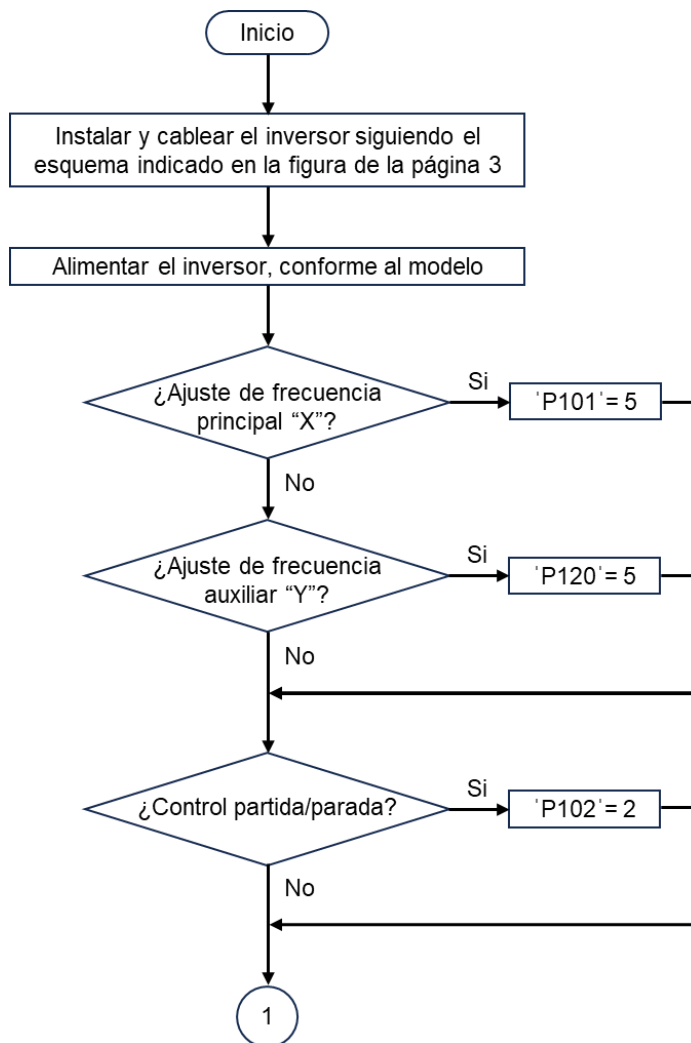 Inicio
Instalar y cablear el inversor siguiendo el
esquema indicado en la figura de la página 3
Alimentar el inversor, conforme al modelo
¿Ajuste de frecuencia
principal “X”?
Si
'P101'= 5
No
¿Ajuste de frecuencia
auxiliar “Y”?
Si
'P120'= 5
No
¿Control partida/parada?
Si
'P102'= 2
No
1